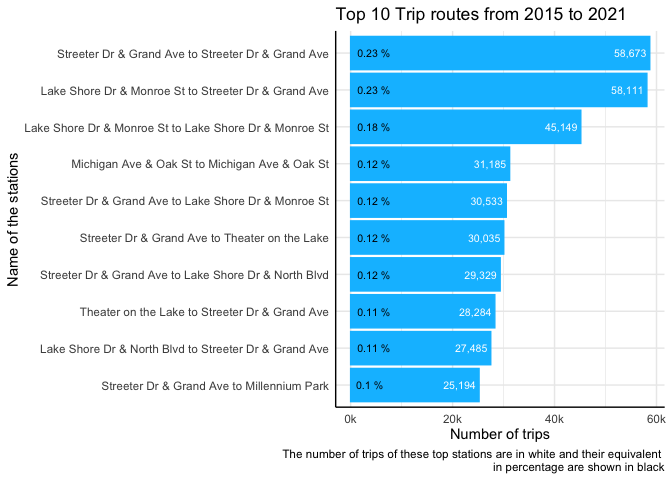 Top 10 Trip routes from 2015 to 2021
Name of the stations
Streeter Dr & Grand Ave to Streeter Dr & Grand Ave 0.23 % 58,673
Lake Shore Dr & Monroe St to Streeter Dr & Grand Ave 0.23 % 58,111
Lake Shore Dr & Monroe St to Lake Shore Dr & Monroe St 0.18 % 45,149
Michigan Ave & Oak St to Michigan Ave & Oak St 0.12 % 31,185
Streeter Dr & Grand Ave to Lake Shore Dr & Monroe St 0.12 % 30,533
Streeter Dr & Grand Ave to Theater on the Lake 0.12 % 30,035
Streeter Dr & Grand Ave to Lake Shore Dr & North Blvd 0.12 % 29,329
Theater on the Lake to Streeter Dr & Grand Ave 0.11 % 28,284
Lake Shore Dr & North Blvd to Streeter Dr & Grand Ave 0.11 % 27,485
Streeter Dr & Grand Ave to Millennium Park 0.1 % 25,194
0k 20k 40k 60k
Number of trips
The number of trips of these top stations are in white and their equivalent
in percentage are shown in black